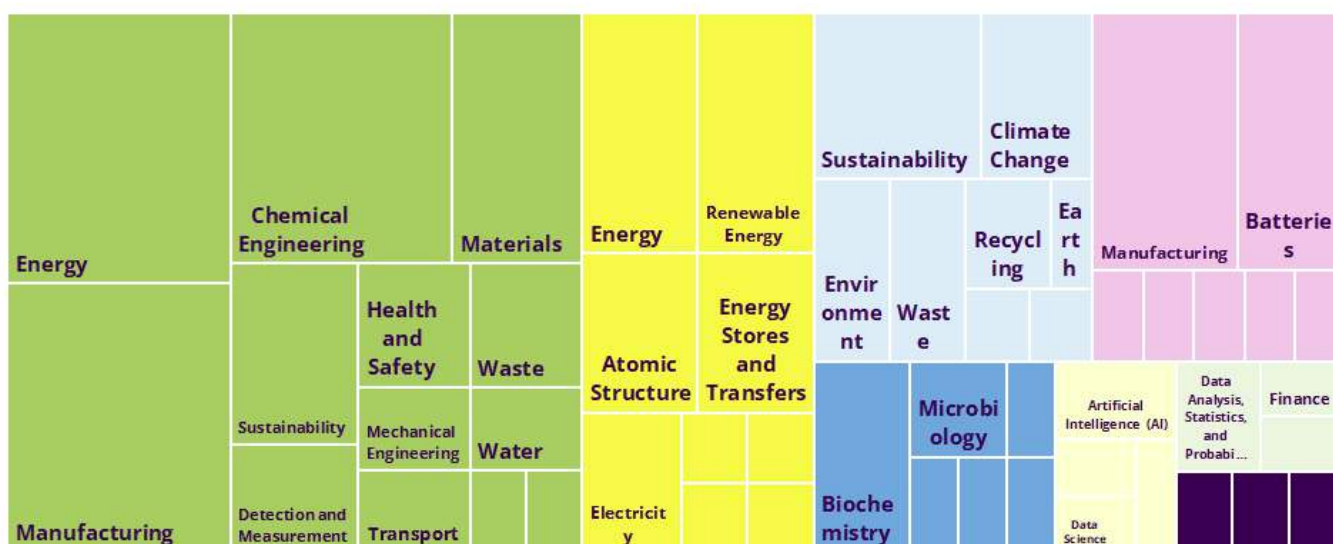 Energy
Manufacturing
Chemical
Engineering
Materials
Sustainability
Detection and
Measurement
Health
and
Safety
Waste
Mechanical
Engineering
Water
Transport
Energy
Renewable
Energy
Atomic
Structure
Energy
Stores
and
Transfers
Electricit
y
Sustainability
Climate
Change
Envir
onme
nt
Wast
e
Recycl
ing
Ea
rt
h
Manufacturing
Batterie
s
Bioche
mistry
Microbi
ology
Artificial
Intelligence (AI)
Data
Science
Data
Analysis,
Statistics,
and
Probabi...
Finance